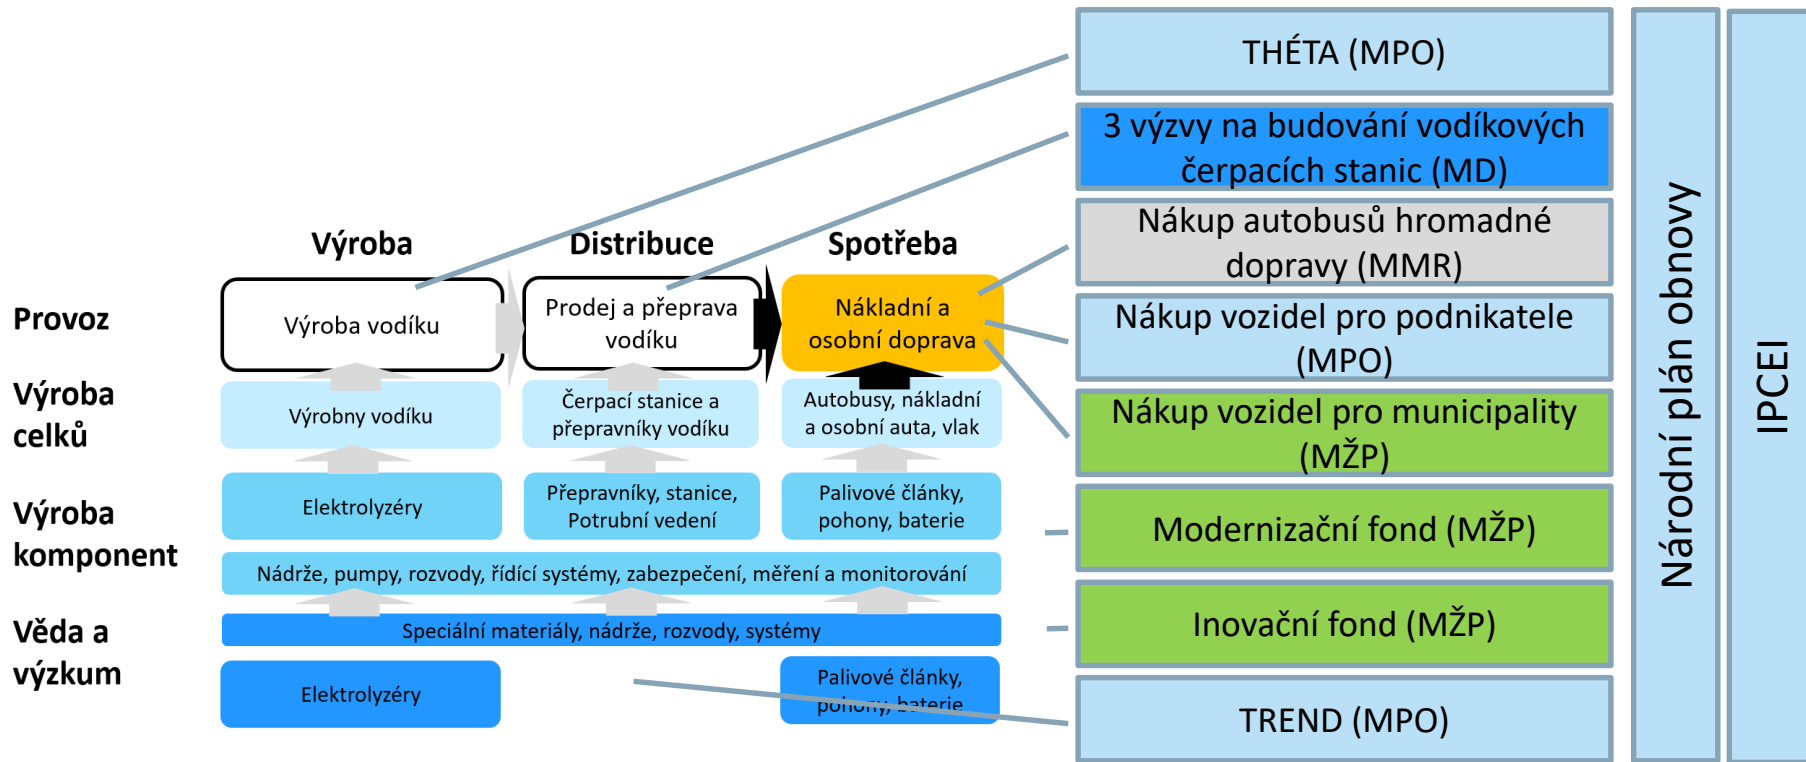 Výroba
Distribuce
Spotřeba
Provoz
Výroba vodíku
Prodej a přeprava
vodíku
Nákladní a
osobní doprava
Výroba
celků
Výrobny vodíku
Čerpací stanice a
přepravníky vodíku
Autobusy, nákladní
a osobní auta, vlak
Výroba
komponent
Elektrolyzéry
Přepravníky, stanice,
Potrubní vedení
Palivové články,
pohony, baterie
Nádrže, pumpy, rozvody, řídící systémy, zabezpečení, měření a monitorování
Věda a
výzkum
Speciální materiály, nádrže, rozvody, systémy
Elektrolyzéry
Palivové články,
pohony, baterie
THÉTA (MPO)
3 výzvy na budování vodíkových
čerpacích stanic (MD)
Nákup autobusů hromadné
dopravy (MMR)
Nákup vozidel pro podnikatele
(MPO)
Nákup vozidel pro municipality
(MŽP)
Modernizační fond (MŽP)
Inovační fond (MŽP)
TREND (MPO)
Národní plán obnovy
IPCEI